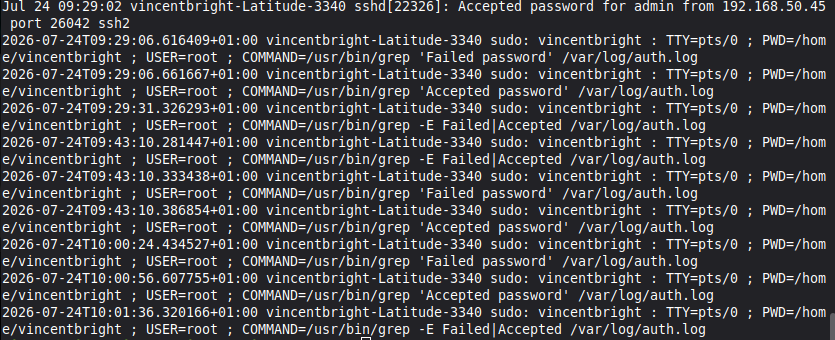 Jul 24 09:29:02 vincentbright-Latitude-3340 sshd[22326]: Accepted password for admin from 192.168.50.45
 port 26042 ssh2
2026-07-24T09:29:06.616409+01:00 vincentbright-Latitude-3340 sudo: vincentbright : TTY=pts/0 ; PWD=/hom
e/vincentbright ; USER=root ; COMMAND=/usr/bin/grep 'Failed password' /var/log/auth.log
2026-07-24T09:29:06.661667+01:00 vincentbright-Latitude-3340 sudo: vincentbright : TTY=pts/0 ; PWD=/hom
e/vincentbright ; USER=root ; COMMAND=/usr/bin/grep 'Accepted password' /var/log/auth.log
2026-07-24T09:29:31.326293+01:00 vincentbright-Latitude-3340 sudo: vincentbright : TTY=pts/0 ; PWD=/hom
e/vincentbright ; USER=root ; COMMAND=/usr/bin/grep -E Failed|Accepted /var/log/auth.log
2026-07-24T09:43:10.281447+01:00 vincentbright-Latitude-3340 sudo: vincentbright : TTY=pts/0 ; PWD=/hom
e/vincentbright ; USER=root ; COMMAND=/usr/bin/grep -E Failed|Accepted /var/log/auth.log
2026-07-24T09:43:10.333438+01:00 vincentbright-Latitude-3340 sudo: vincentbright : TTY=pts/0 ; PWD=/hom
e/vincentbright ; USER=root ; COMMAND=/usr/bin/grep 'Failed password' /var/log/auth.log
2026-07-24T09:43:10.386854+01:00 vincentbright-Latitude-3340 sudo: vincentbright : TTY=pts/0 ; PWD=/hom
e/vincentbright ; USER=root ; COMMAND=/usr/bin/grep 'Accepted password' /var/log/auth.log
2026-07-24T10:00:24.434527+01:00 vincentbright-Latitude-3340 sudo: vincentbright : TTY=pts/0 ; PWD=/hom
e/vincentbright ; USER=root ; COMMAND=/usr/bin/grep 'Failed password' /var/log/auth.log
2026-07-24T10:00:56.607755+01:00 vincentbright-Latitude-3340 sudo: vincentbright : TTY=pts/0 ; PWD=/hom
e/vincentbright ; USER=root ; COMMAND=/usr/bin/grep 'Accepted password' /var/log/auth.log
2026-07-24T10:01:36.320166+01:00 vincentbright-Latitude-3340 sudo: vincentbright : TTY=pts/0 ; PWD=/hom
e/vincentbright ; USER=root ; COMMAND=/usr/bin/grep -E Failed|Accepted /var/log/auth.log